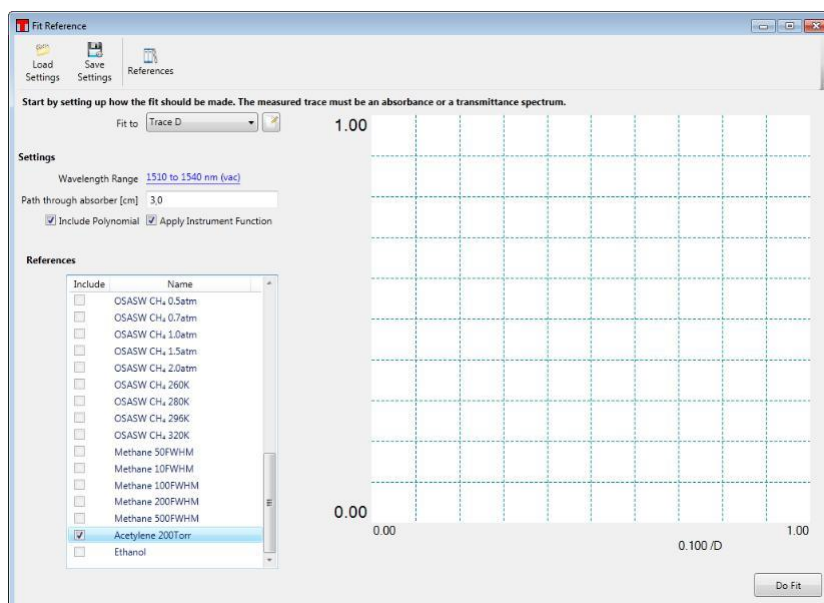 Fit Reference
Load
Settings
Save
Settings
References
Start by setting up how the fit should be made. The measured trace must be an absorbance or a transmittance spectrum.
Fit to Trace D
Settings
Wavelength Range 1510 to 1540 nm (vac)
Path through absorber [cm] 3,0
Include Polynomial Apply Instrument Function
References
Include Name
OSASW CH₄ 0.5atm
OSASW CH₄ 0.7atm
OSASW CH₄ 1.0atm
OSASW CH₄ 1.5atm
OSASW CH₄ 2.0atm
OSASW CH₄ 260K
OSASW CH₄ 280K
OSASW CH₄ 296K
OSASW CH₄ 320K
Methane 50FWHM
Methane 10FWHM
Methane 100FWHM
Methane 200FWHM
Methane 500FWHM
Acetylene 200Torr
Ethanol
1.00
0.00
0.00
1.00
0.100 /D
Do Fit